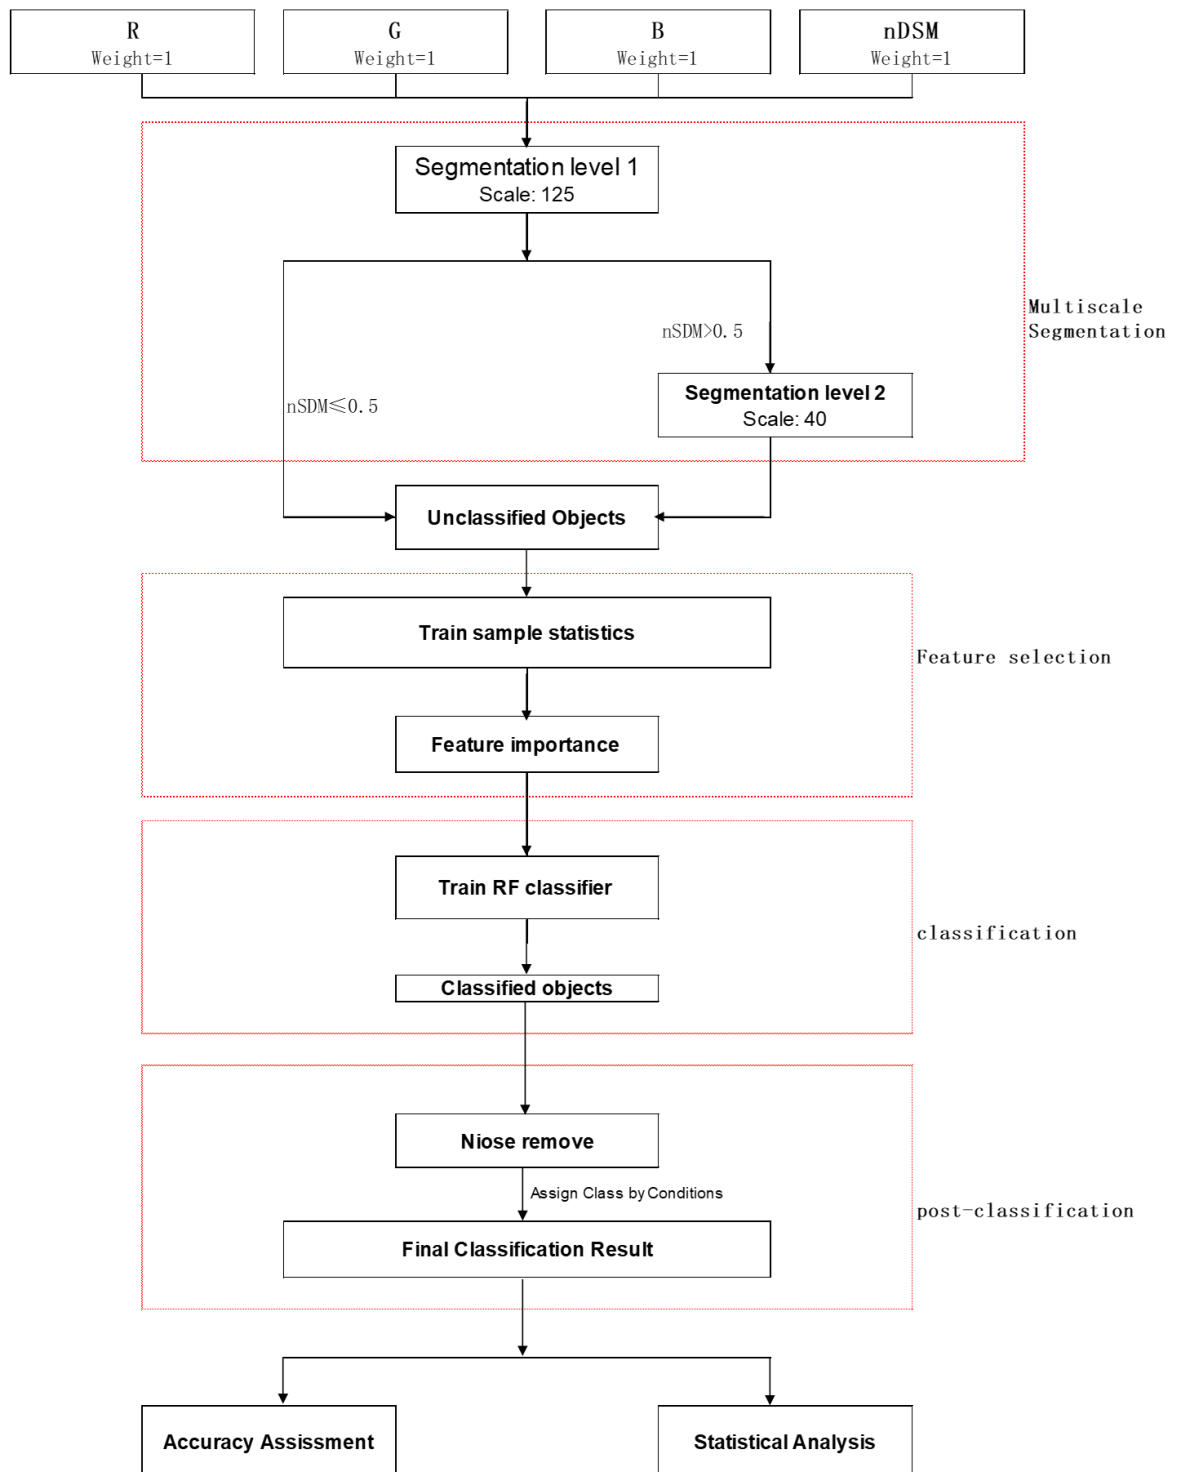 R
Weight=1
G
Weight=1
B
Weight=1
nDSM
Weight=1
Segmentation level 1
Scale: 125
nSDM>0.5
Multiscale
Segmentation
Segmentation level 2
Scale: 40
nSDM≤0.5
Unclassified Objects
Train sample statistics
Feature selection
Feature importance
Train RF classifier
classification
Classified objects
Niose remove
Assign Class by Conditions
post-classification
Final Classification Result
Accuracy Assissment
Statistical Analysis